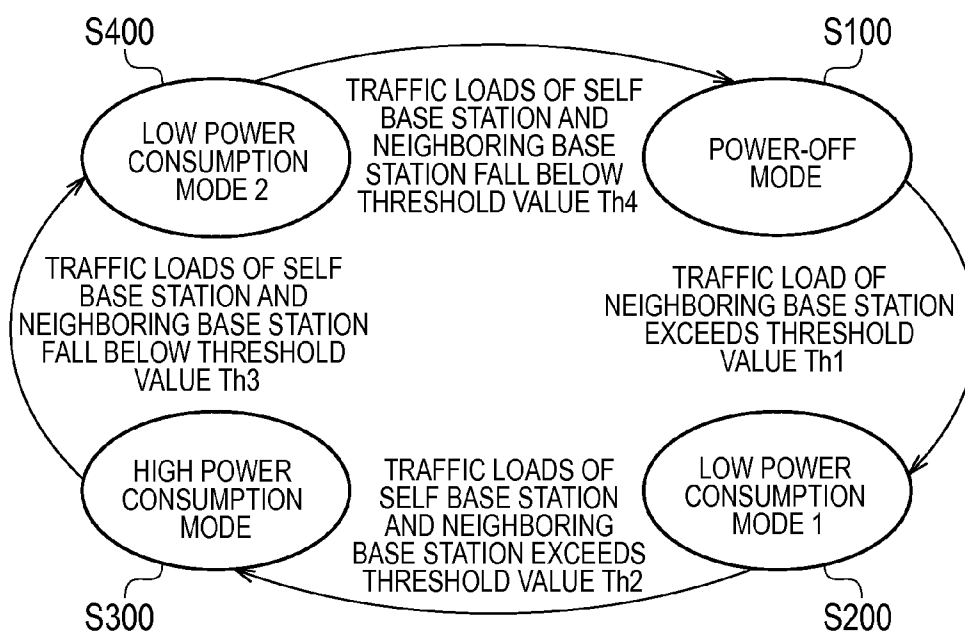 S400
S100
LOW POWER
CONSUMPTION
MODE 2
TRAFFIC LOADS OF SELF
BASE STATION AND
NEIGHBORING BASE
STATION FALL BELOW
THRESHOLD VALUE Th4
POWER-OFF
MODE
TRAFFIC LOADS OF SELF
BASE STATION AND
NEIGHBORING BASE STATION
FALL BELOW THRESHOLD
VALUE Th3
TRAFFIC LOAD OF
NEIGHBORING BASE STATION
EXCEEDS THRESHOLD
VALUE Th1
HIGH POWER
CONSUMPTION
MODE
TRAFFIC LOADS OF
SELF BASE STATION
AND NEIGHBORING
BASE STATION EXCEEDS
THRESHOLD VALUE Th2
LOW POWER
CONSUMPTION
MODE 1
S300
S200